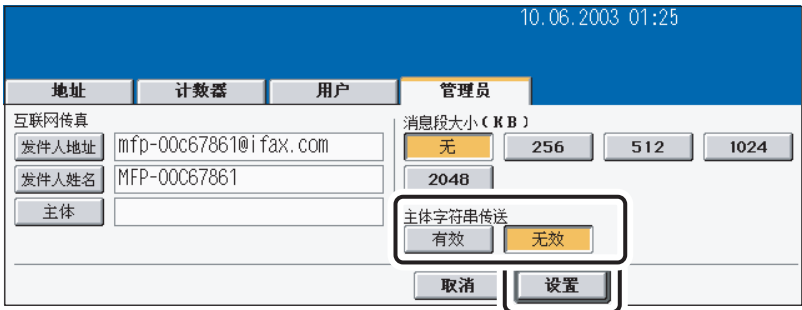 10.06.2003 01:25
地址 计数器 用户 管理员
互联网传真
发件人地址 mfp-00c67861@ifax.com
发件人姓名 MFP-00C67861
主体
消息段大小(KB)
无 256 512 1024
2048
主体字符串传送
有效 无效
取消 设置